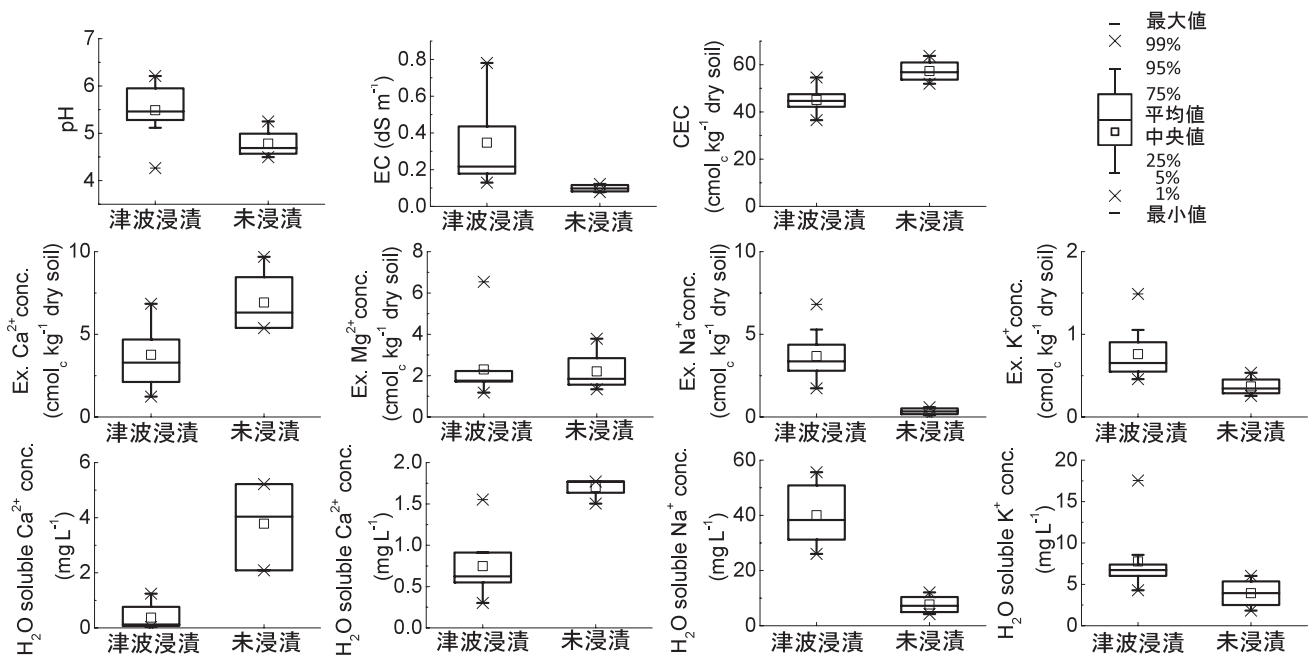 pH
6
5
4
津波浸漬 未浸漬
EC (dS m⁻¹)
0.8
0.6
0.4
0.2
0.0
津波浸漬 未浸漬
CEC
(cmol_c kg⁻¹ dry soil)
60
40
20
0
津波浸漬 未浸漬
最大値
99%
95%
75%
平均値
中央値
25%
5%
1%
最小値
Ex. Ca²⁺ conc.
(cmol_c kg⁻¹ dry soil)
10
5
0
津波浸漬 未浸漬
Ex. Mg²⁺ conc.
(cmol_c kg⁻¹ dry soil)
8
6
4
2
0
津波浸漬 未浸漬
Ex. Na⁺ conc.
(cmol_c kg⁻¹ dry soil)
10
5
0
津波浸漬 未浸漬
Ex. K⁺ conc.
(cmol_c kg⁻¹ dry soil)
2
1
0
津波浸漬 未浸漬
H₂O soluble Ca²⁺ conc.
(mg L⁻¹)
6
4
2
0
津波浸漬 未浸漬
H₂O soluble Ca²⁺ conc.
(mg L⁻¹)
2.0
1.5
1.0
0.5
0.0
津波浸漬 未浸漬
H₂O soluble Na⁺ conc.
(mg L⁻¹)
60
40
20
0
津波浸漬 未浸漬
H₂O soluble K⁺ conc.
(mg L⁻¹)
20
15
10
5
0
津波浸漬 未浸漬